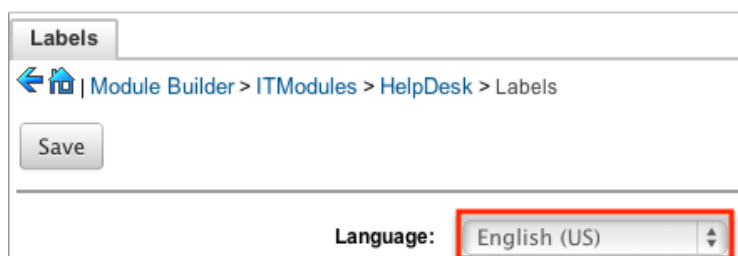 Labels
| Module Builder > ITModules > HelpDesk > Labels
Save
Language: English (US)